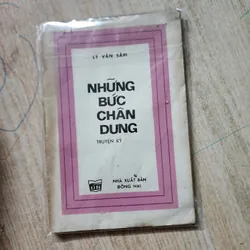 LÝ VĂN SÂM
NHỮNG
BỨC
CHÂN
DUNG
TRUYỆN KÝ
NHÀ XUẤT BẢN
ĐỒNG NAI